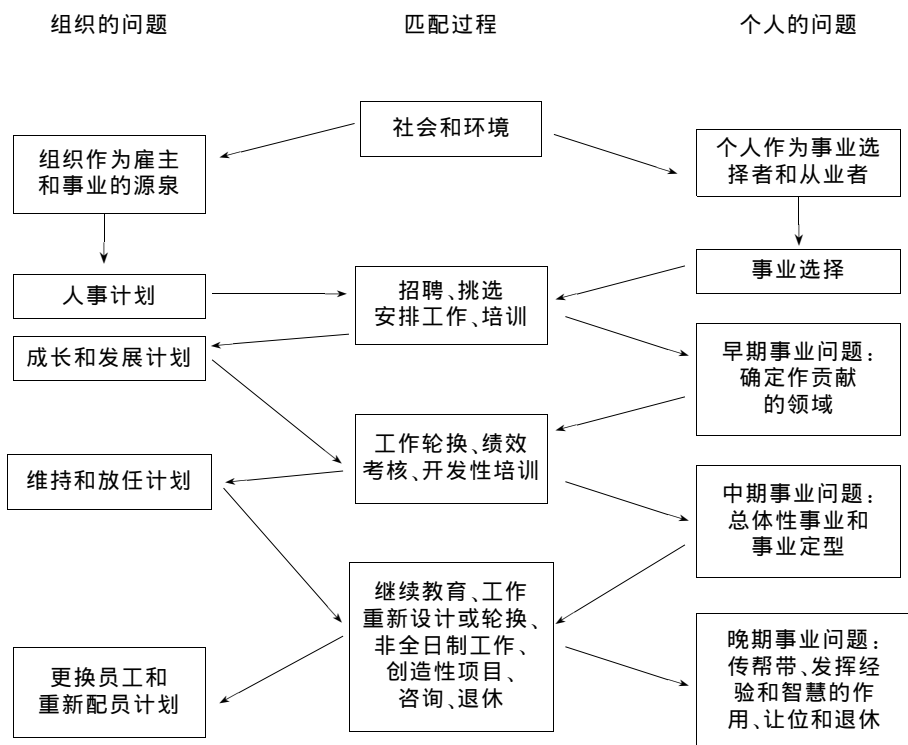 组织的问题
匹配过程
个人的问题
社会和环境
组织作为雇主
和事业的源泉
个人作为事业选
择者和从业者
人事计划
招聘、挑选
安排工作、培训
事业选择
成长和发展计划
早期事业问题：
确定作贡献
的领域
工作轮换、绩效
考核、开发性培训
维持和放任计划
中期事业问题：
总体性事业和
事业定型
继续教育、工作
重新设计或轮换、
非全日制工作、
创造性项目、
咨询、退休
更换员工和
重新配员计划
晚期事业问题：
传帮带、发挥经
验和智慧的作
用、让位和退休